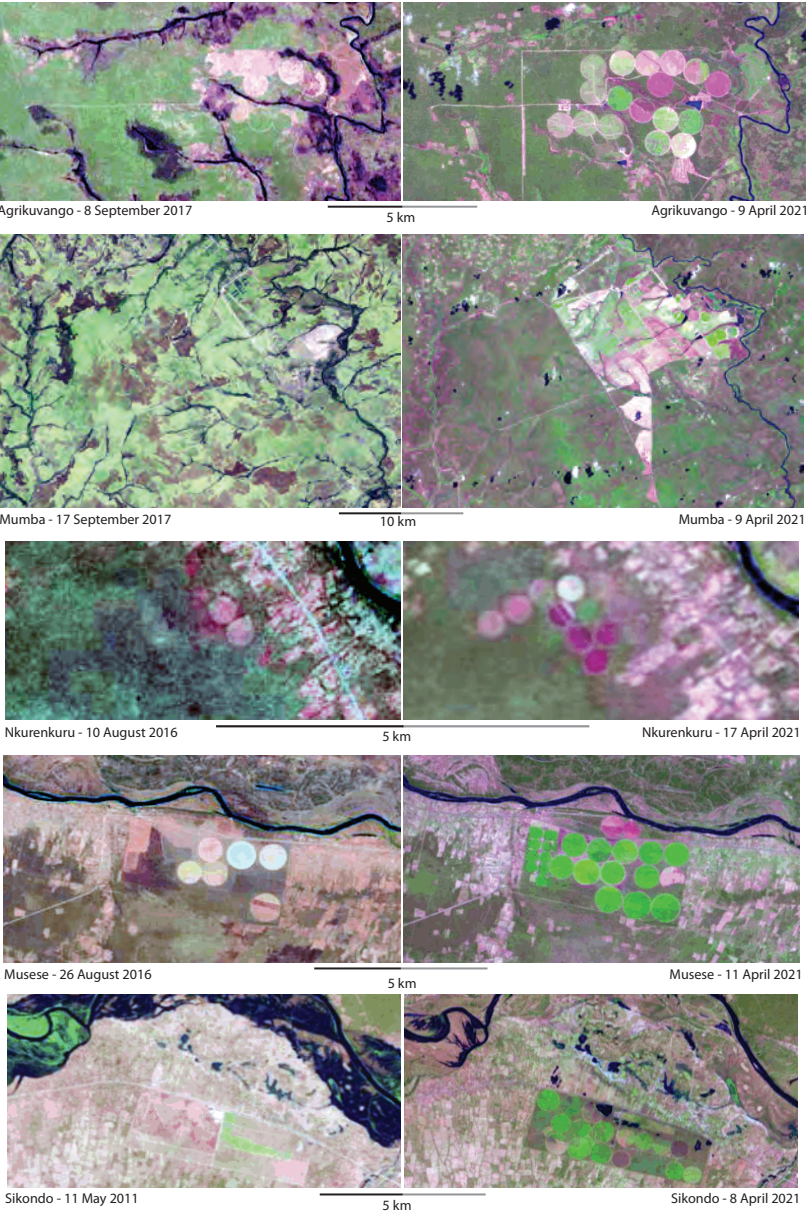 Agrikuvango - 8 September 2017
5 km
Agrikuvango - 9 April 2021
Mumba - 17 September 2017
10 km
Mumba - 9 April 2021
Nkurenkuru - 10 August 2016
5 km
Nkurenkuru - 17 April 2021
Musese - 26 August 2016
5 km
Musese - 11 April 2021
Sikondo - 11 May 2011
5 km
Sikondo - 8 April 2021